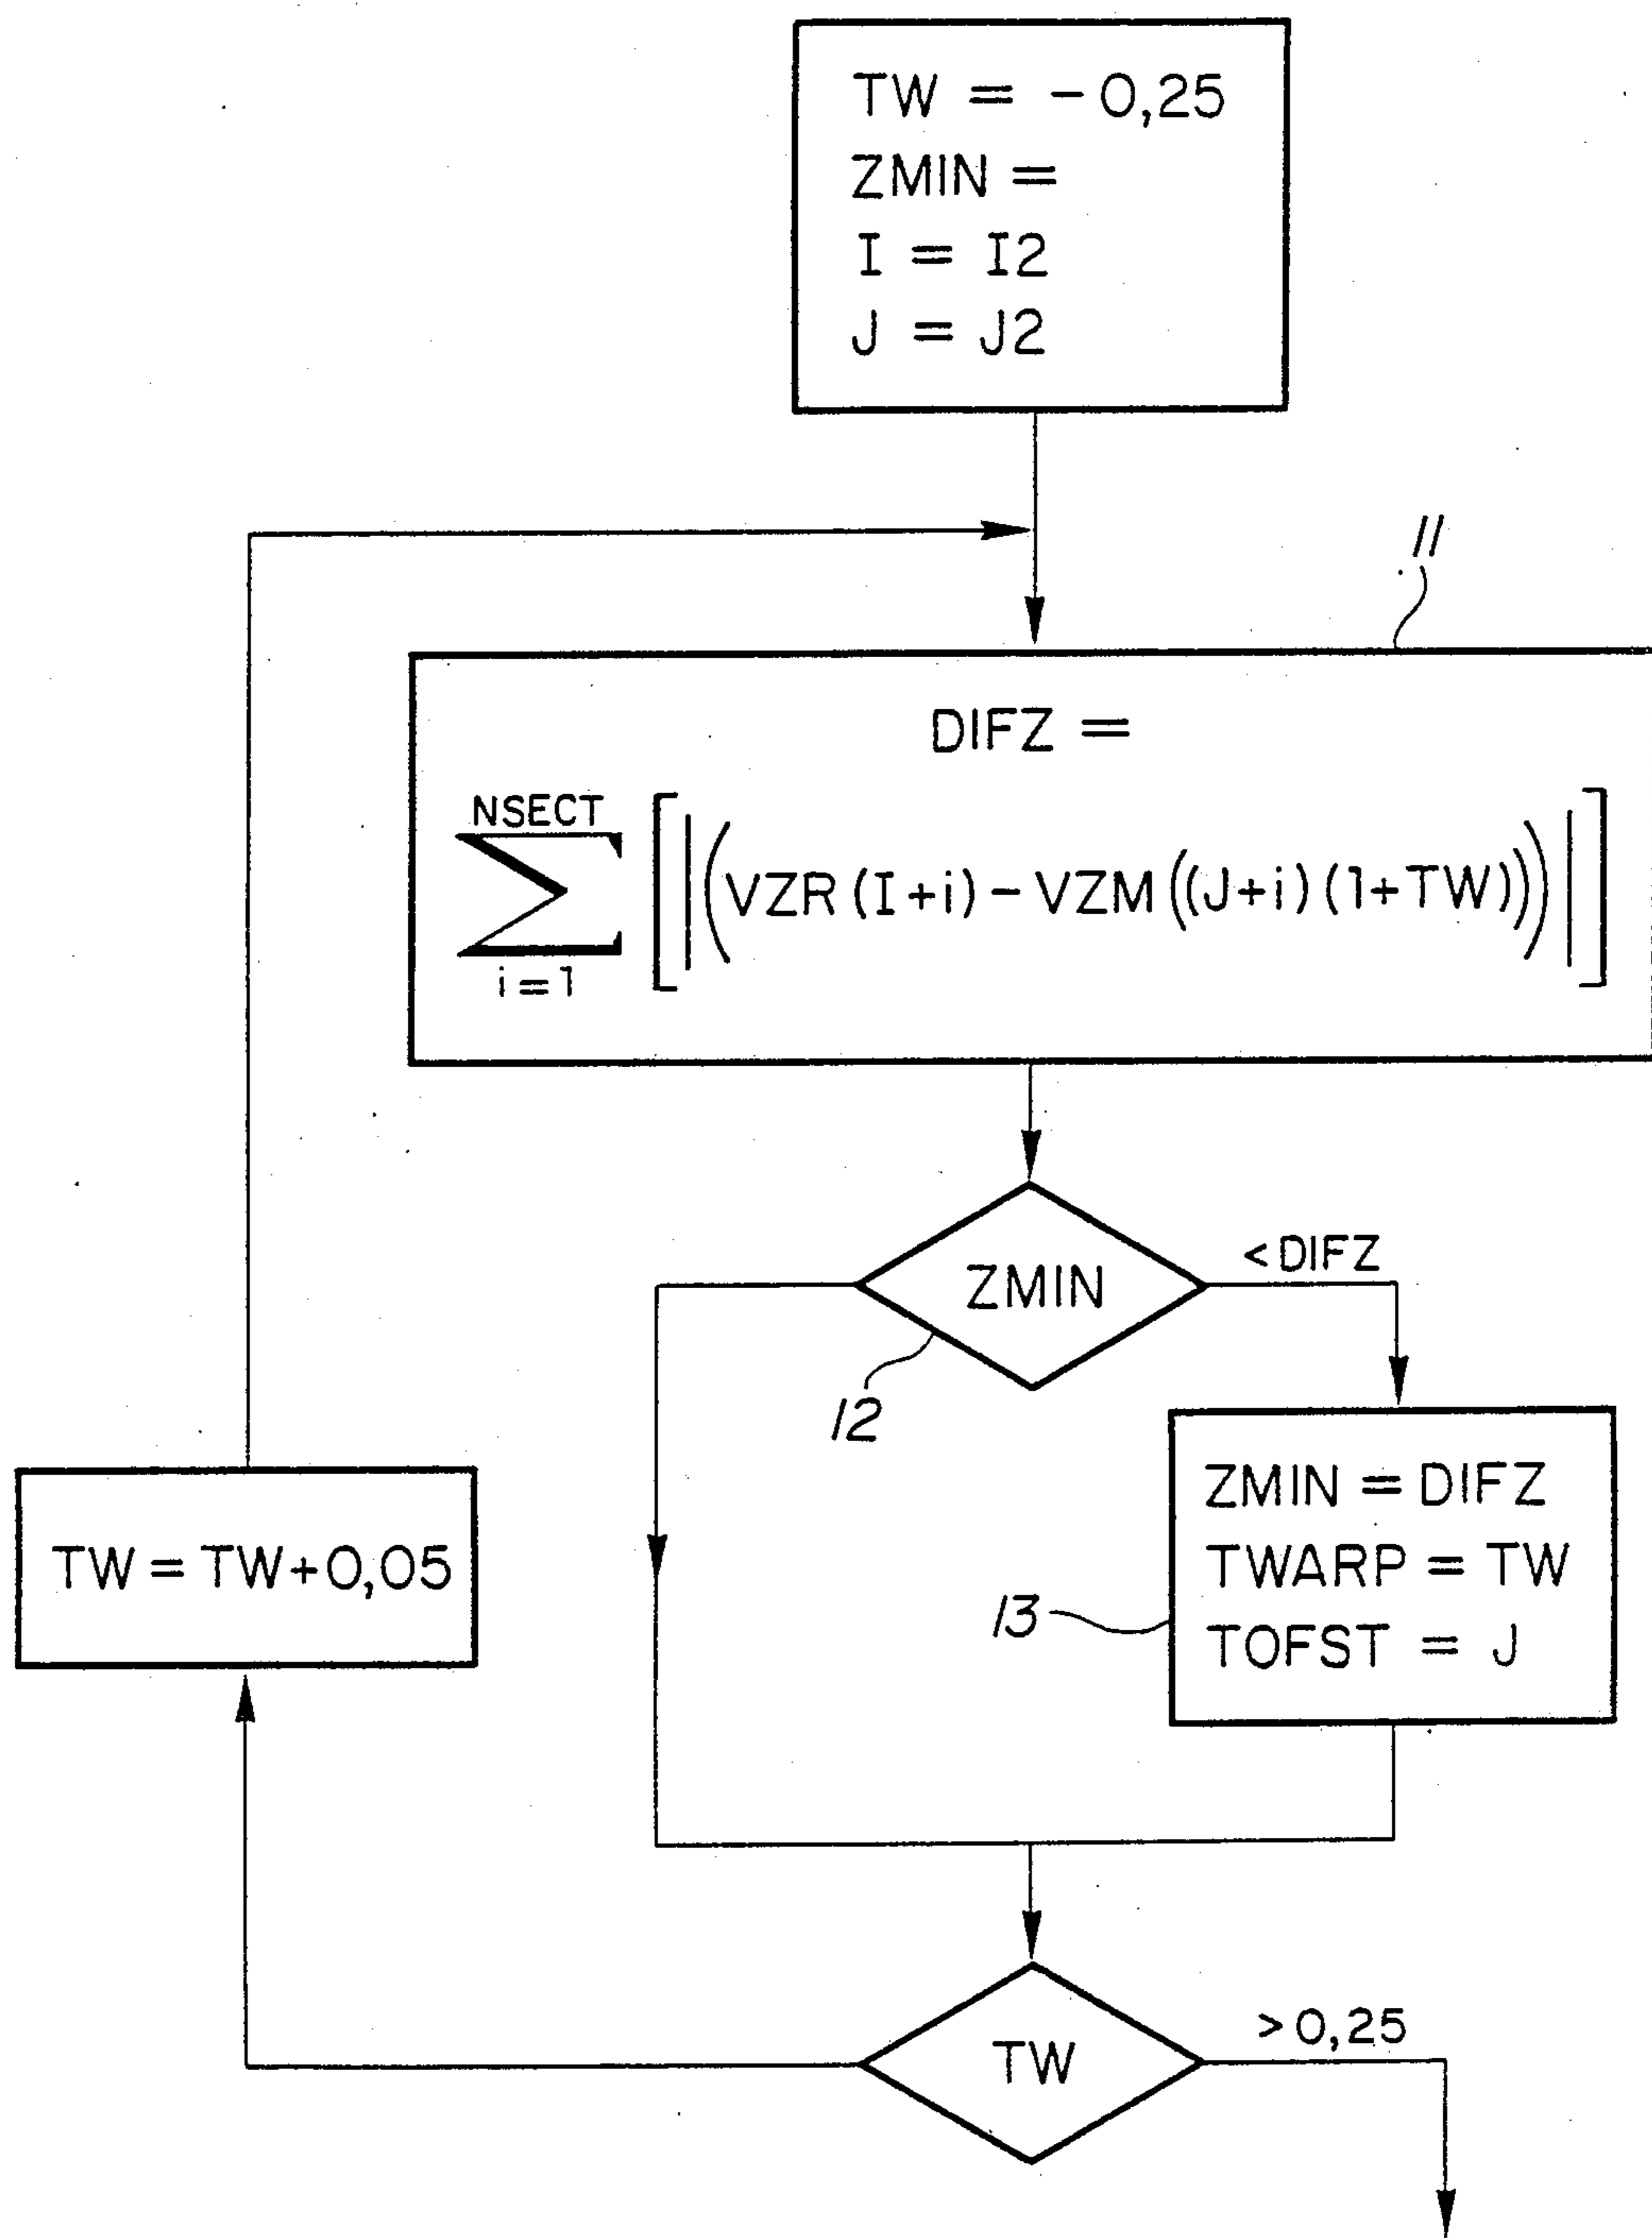 TW = -0,25
ZMIN =
I = I2
J = J2
11
DIFZ =
NSECT
∑ [|(VZR (I+i) - VZM ((J+i) (1+TW)))|]
i=1
ZMIN
< DIFZ
12
ZMIN = DIFZ
TWARP = TW
TOFST = J
13
TW = TW+0,05
TW
> 0,25